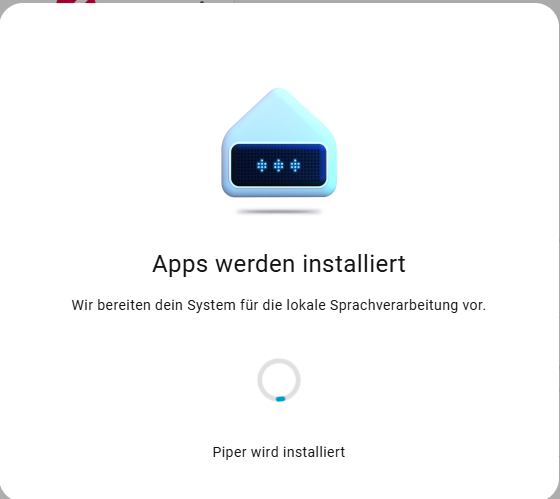 Apps werden installiert
Wir bereiten dein System für die lokale Sprachverarbeitung vor.
Piper wird installiert